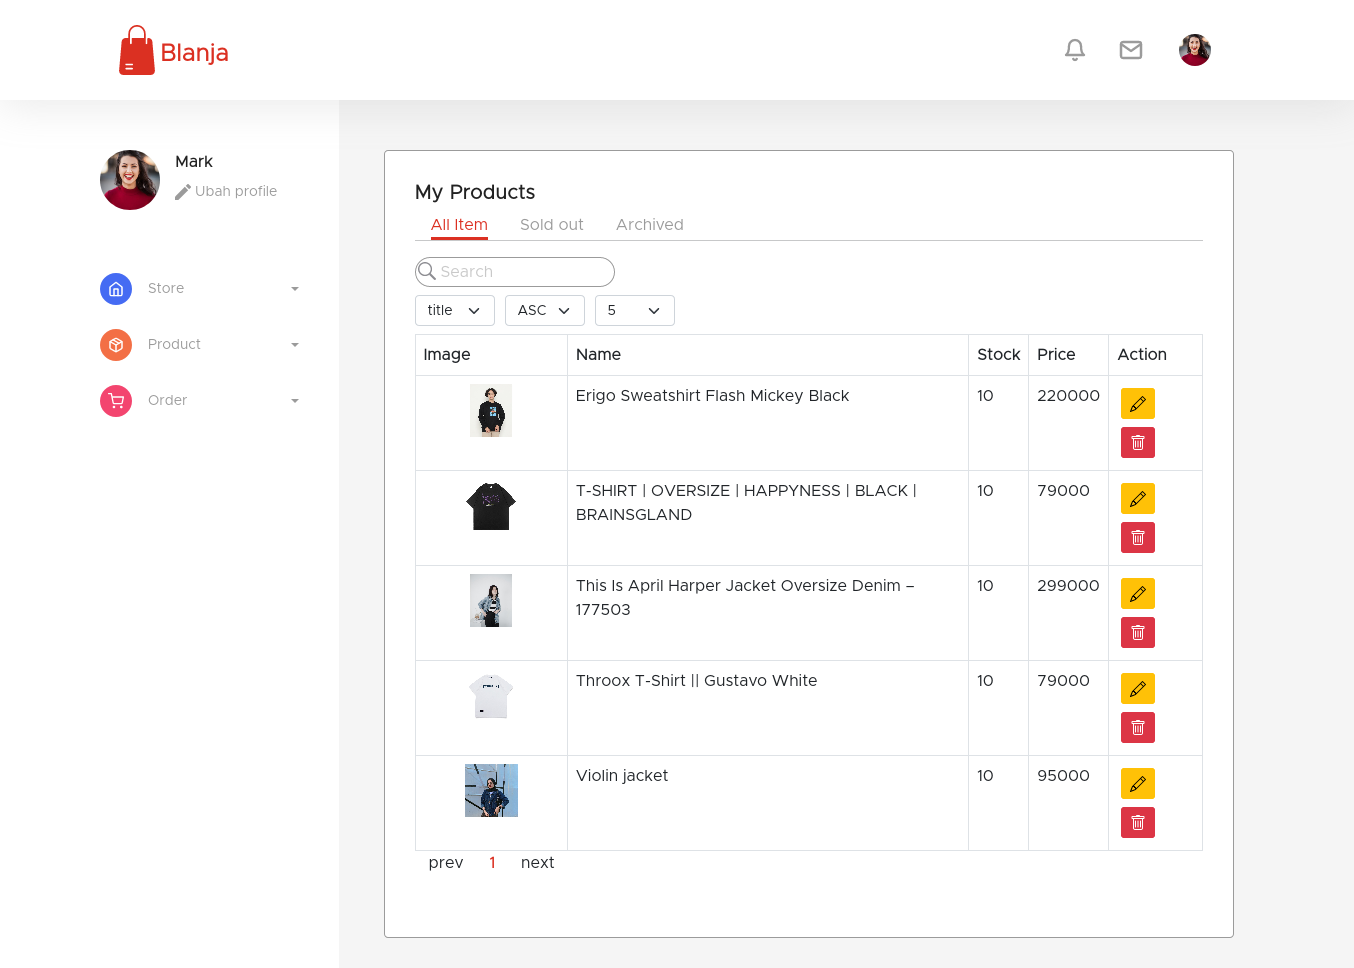 Blanja
Mark
Ubah profile
Store
Product
Order
My Products
All Item Sold out Archived
Search
title ASC 5
Image Name Stock Price Action
Erigo Sweatshirt Flash Mickey Black 10 220000
T-SHIRT | OVERSIZE | HAPPYNESS | BLACK | 10 79000
BRAINSGLAND
This Is April Harper Jacket Oversize Denim – 10 299000
177503
Throox T-Shirt || Gustavo White 10 79000
Violin jacket 10 95000
prev 1 next